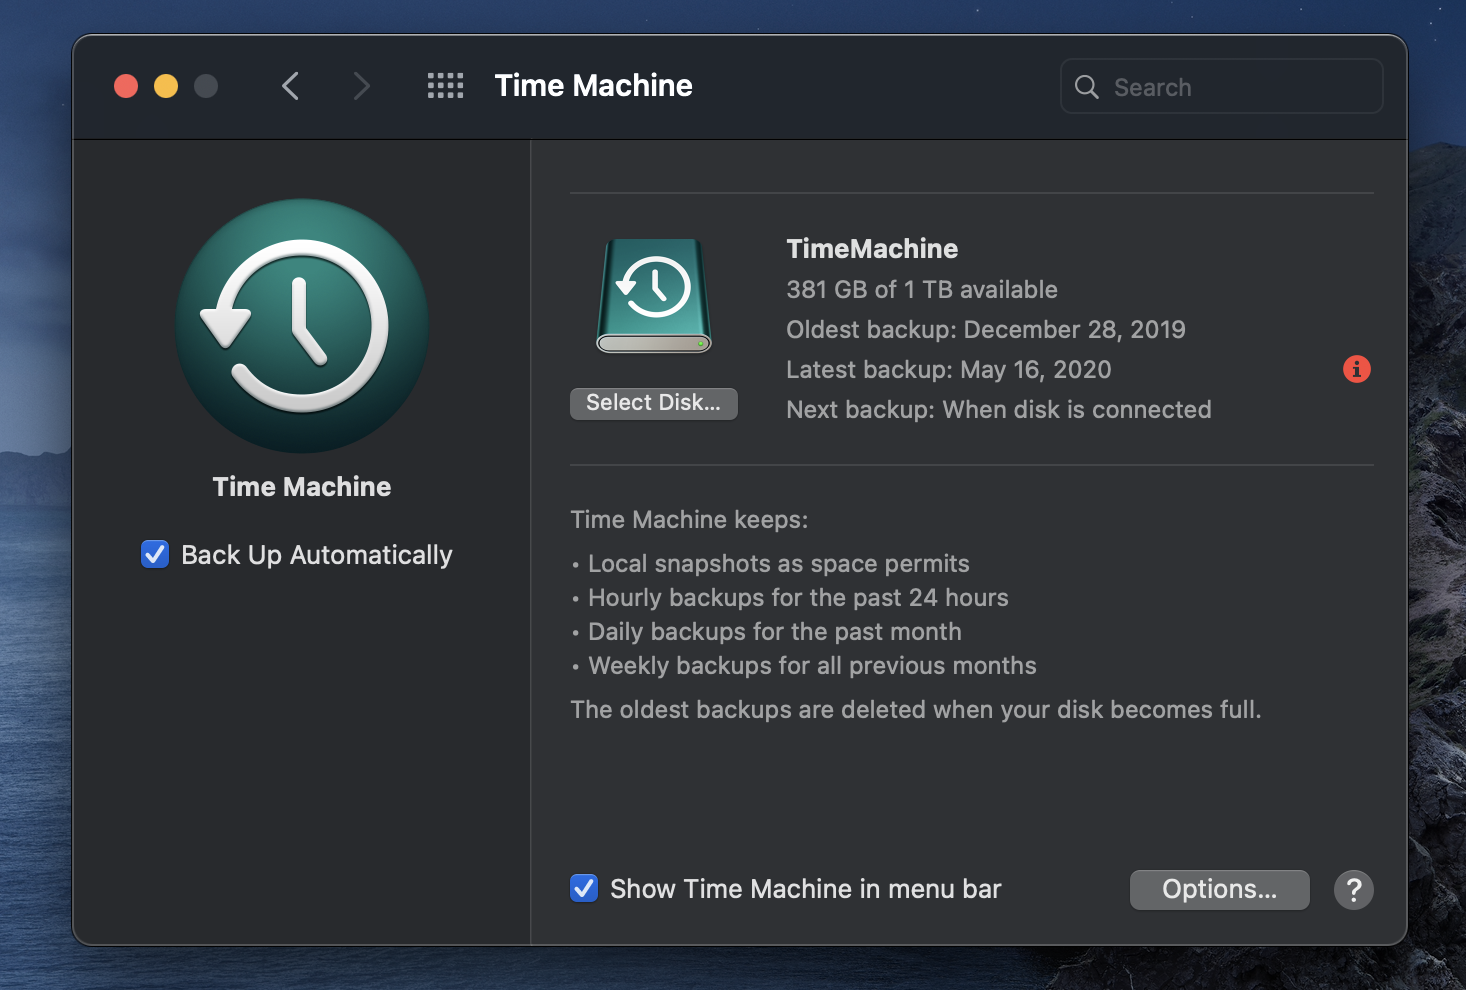 Time Machine
Search
Time Machine
Back Up Automatically
TimeMachine
381 GB of 1 TB available
Oldest backup: December 28, 2019
Latest backup: May 16, 2020
Next backup: When disk is connected
Select Disk...
Time Machine keeps:
• Local snapshots as space permits
• Hourly backups for the past 24 hours
• Daily backups for the past month
• Weekly backups for all previous months
The oldest backups are deleted when your disk becomes full.
Show Time Machine in menu bar
Options...
?